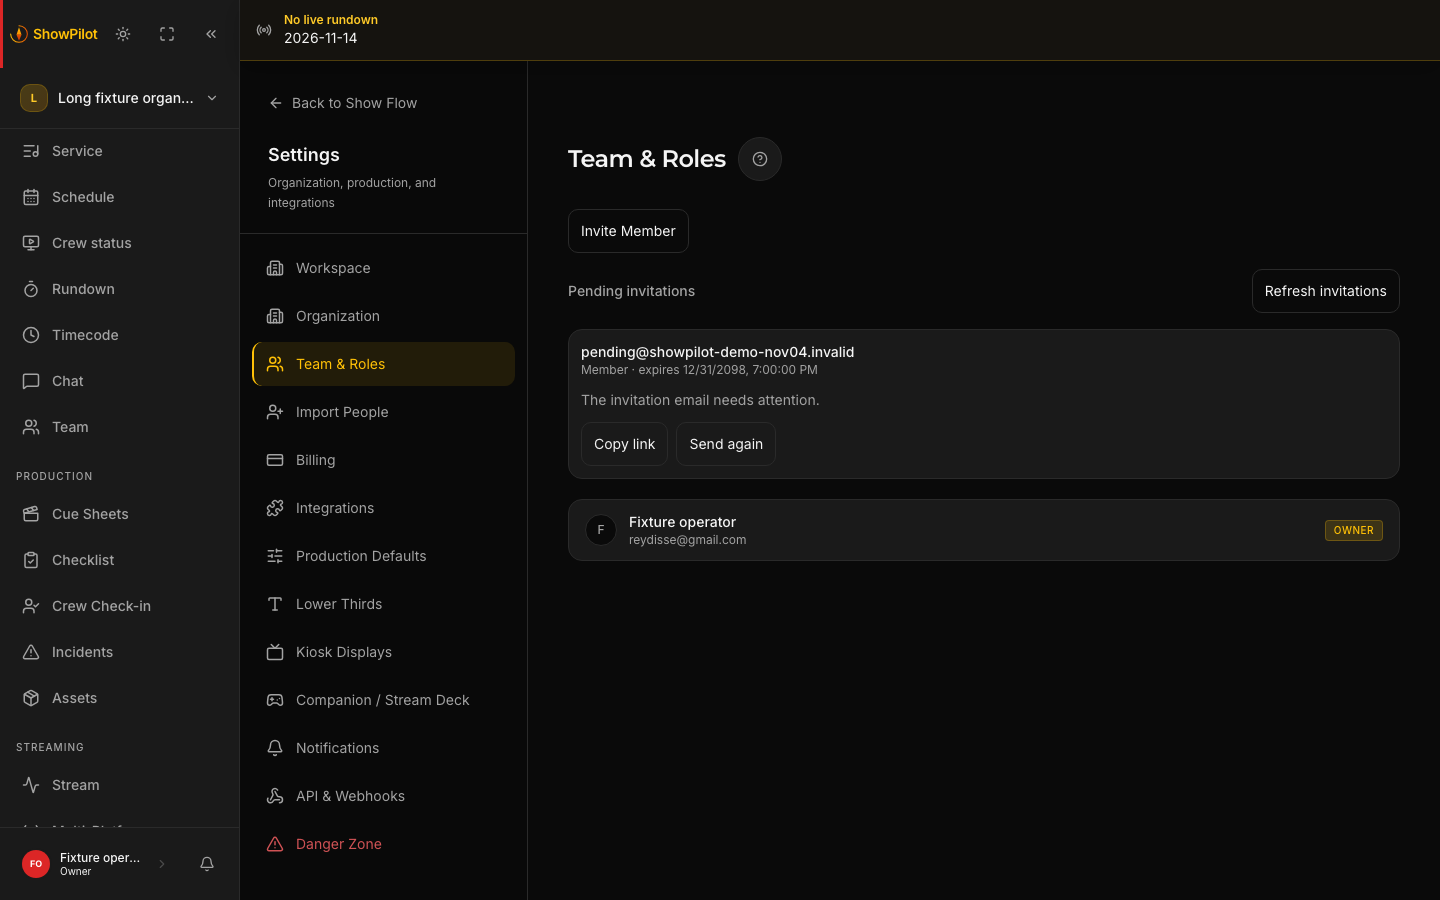 ShowPilot
No live rundown
2026-11-14
L
Long fixture organ...
Service
Schedule
Crew status
Rundown
Timecode
Chat
Team
PRODUCTION
Cue Sheets
Checklist
Crew Check-in
Incidents
Assets
STREAMING
Stream
FO
Fixture oper...
Owner
Back to Show Flow
Settings
Organization, production, and
integrations
Workspace
Organization
Team & Roles
Import People
Billing
Integrations
Production Defaults
Lower Thirds
Kiosk Displays
Companion / Stream Deck
Notifications
API & Webhooks
Danger Zone
Team & Roles
Invite Member
Pending invitations
Refresh invitations
pending@showpilot-demo-nov04.invalid
Member · expires 12/31/2098, 7:00:00 PM
The invitation email needs attention.
Copy link
Send again
F
Fixture operator
reydisse@gmail.com
OWNER